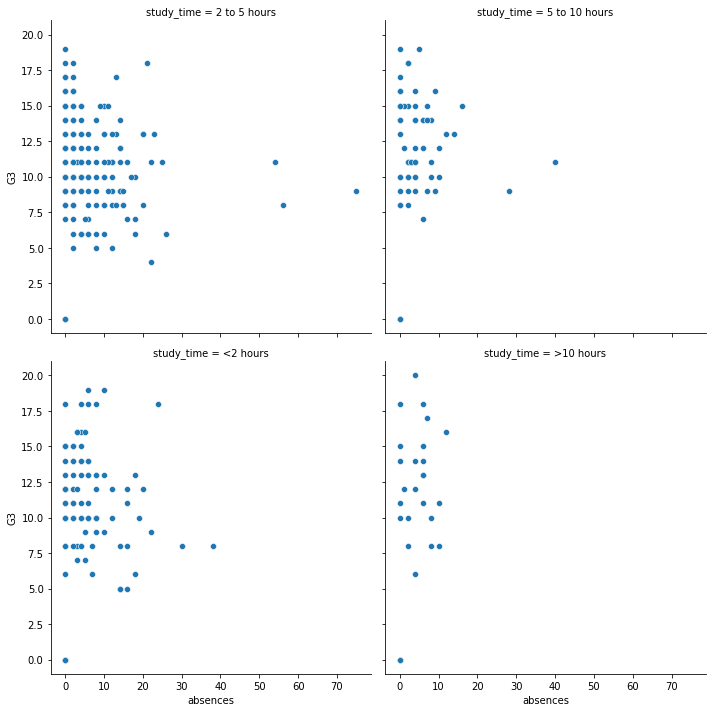 study_time = 2 to 5 hours
study_time = 5 to 10 hours
20.0
17.5
15.0
12.5
10.0
7.5
5.0
2.5
0.0
G3
study_time = <2 hours
study_time = >10 hours
20.0
17.5
15.0
12.5
10.0
7.5
5.0
2.5
0.0
G3
0 10 20 30 40 50 60 70
0 10 20 30 40 50 60 70
absences
absences